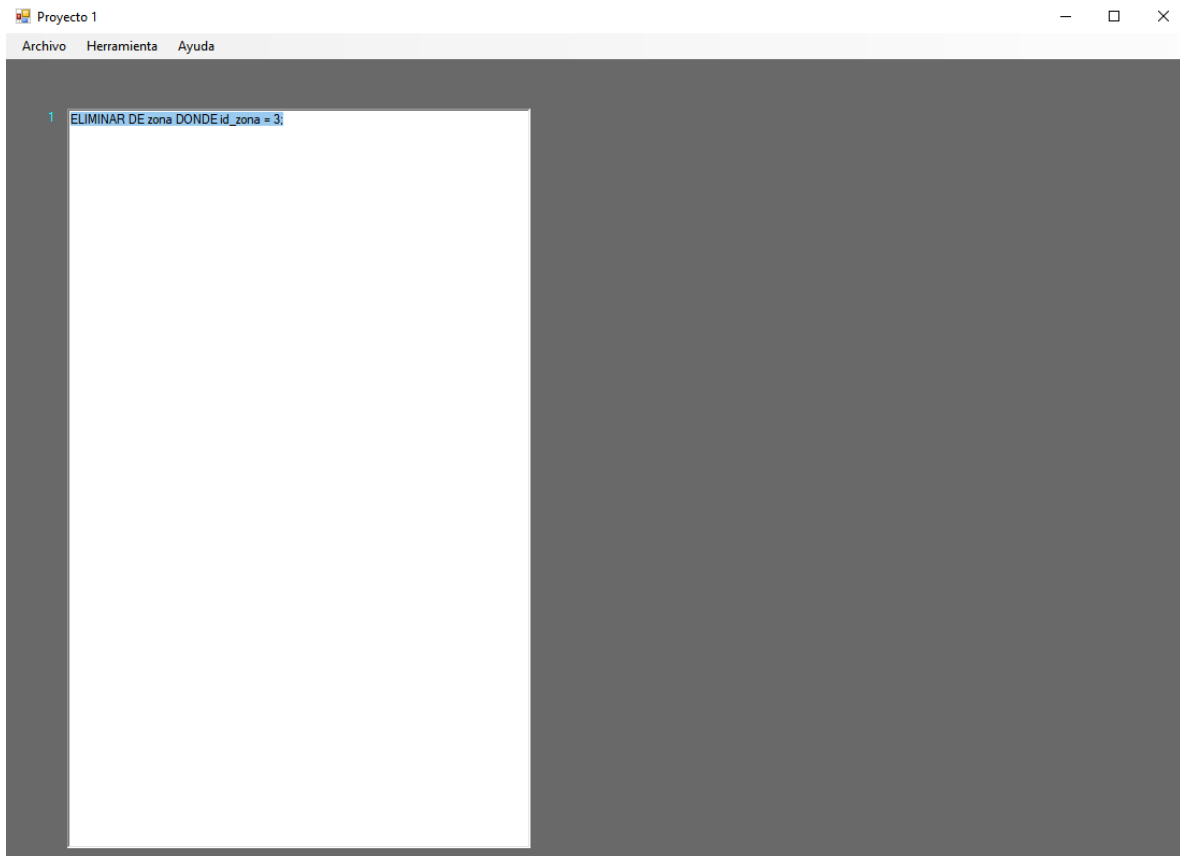 Proyecto 1
Archivo Herramienta Ayuda
1 ELIMINAR DE zona DONDE id_zona = 3;